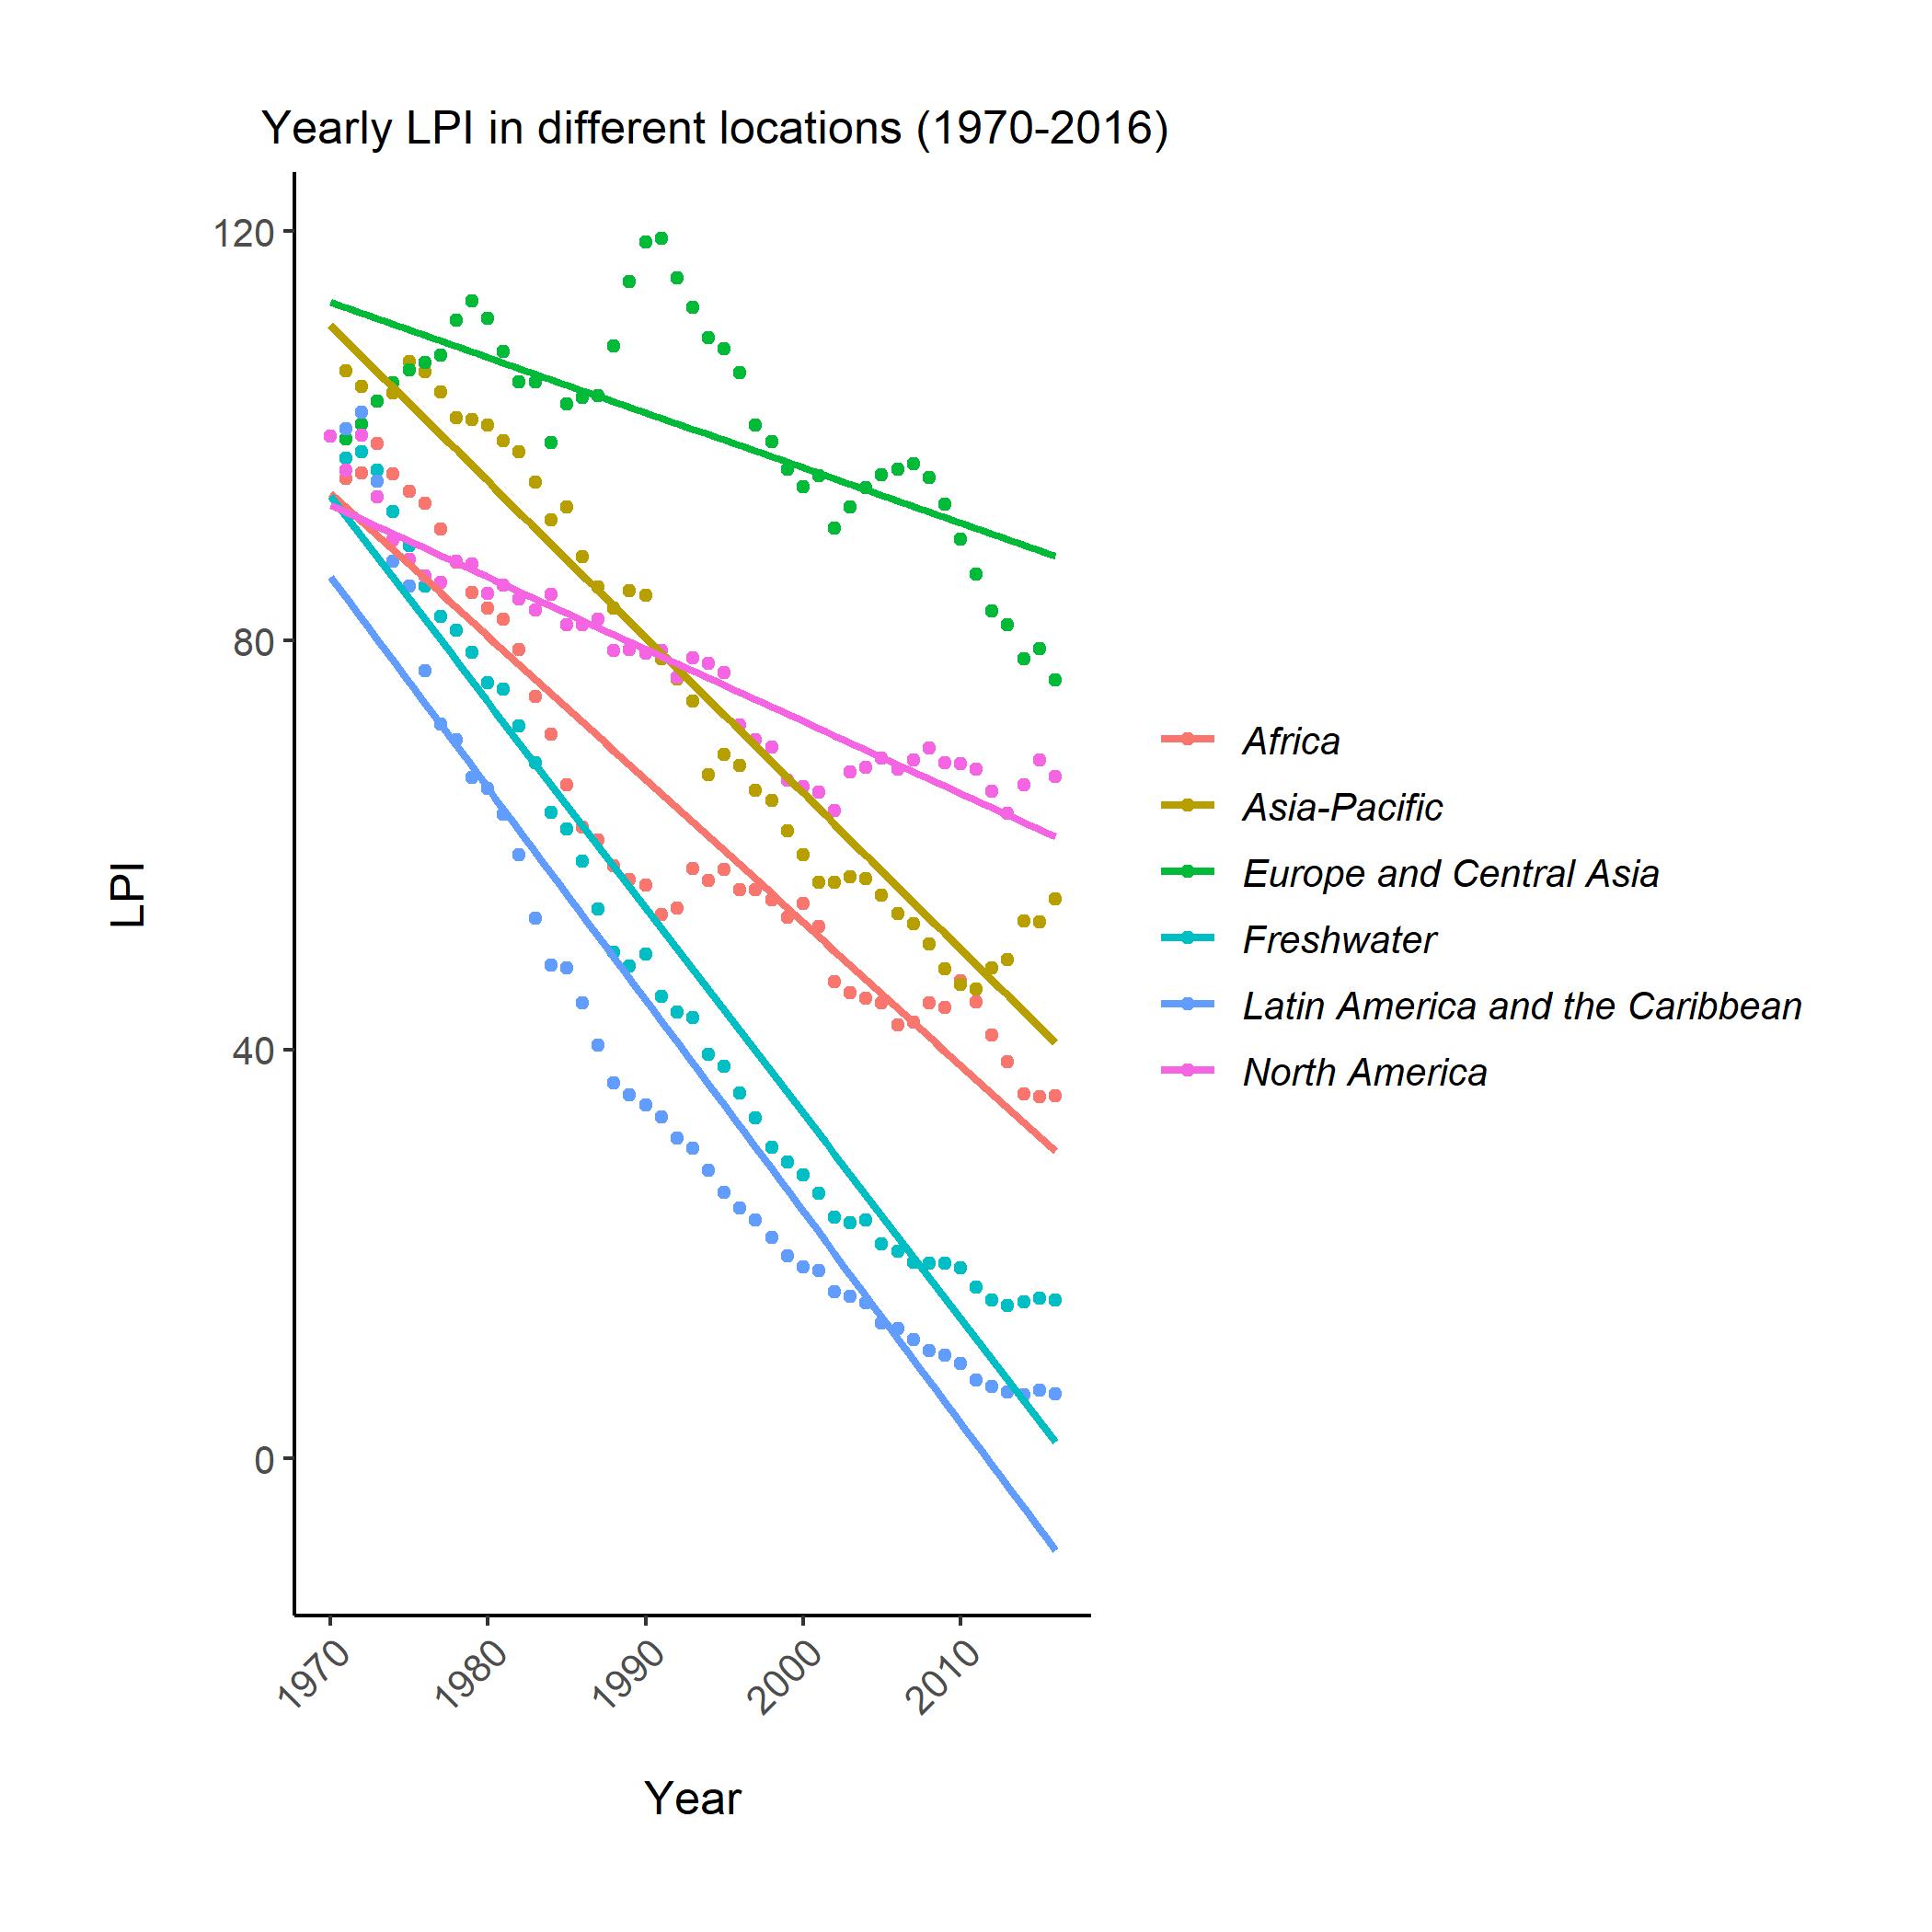 Yearly LPI in different locations (1970-2016)
120
80
40
0
LPI
1970
1980
1990
2000
2010
Year
Africa
Asia-Pacific
Europe and Central Asia
Freshwater
Latin America and the Caribbean
North America